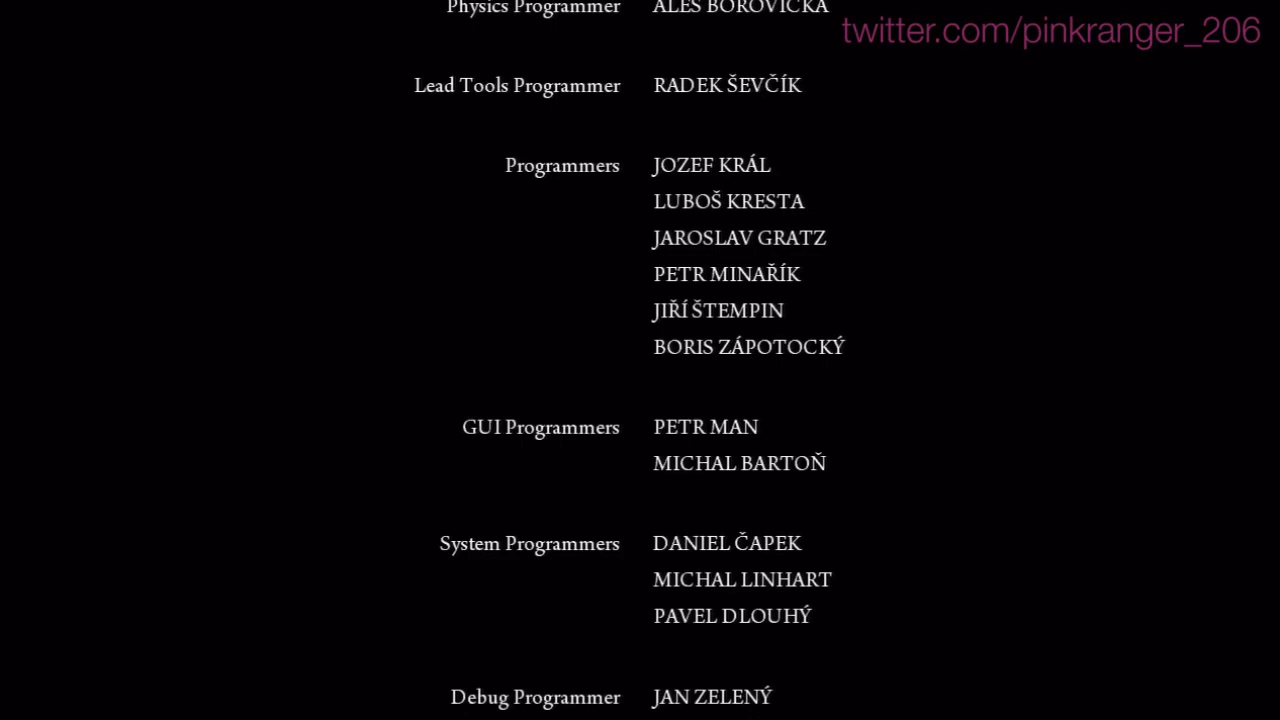 Physics Programmer ALEŠ BOROVIČKA
twitter.com/pinkranger_206
Lead Tools Programmer RADEK ŠEVČÍK
Programmers JOZEF KRÁL
LUBOŠ KRESTA
JAROSLAV GRATZ
PETR MINAŘÍK
JIŘÍ ŠTEMPIN
BORIS ZÁPOTOCKÝ
GUI Programmers PETR MAN
MICHAL BARTOŇ
System Programmers DANIEL ČAPEK
MICHAL LINHART
PAVEL DLOUHÝ
Debug Programmer JAN ZELENÝ